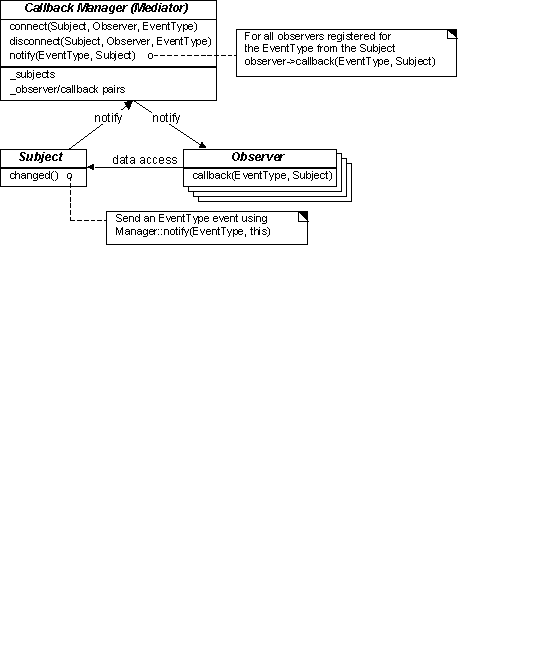 Callback Manager (Mediator)
connect(Subject, Observer, EventType)
disconnect(Subject, Observer, EventType)
notify(EventType, Subject)
_subjects
_observer/callback pairs
For all observers registered for
the EventType from the Subject
observer->callback(EventType, Subject)
notify
notify
Subject
changed()
data access
Observer
callback(EventType, Subject)
Send an EventType event using
Manager::notify(EventType, this)